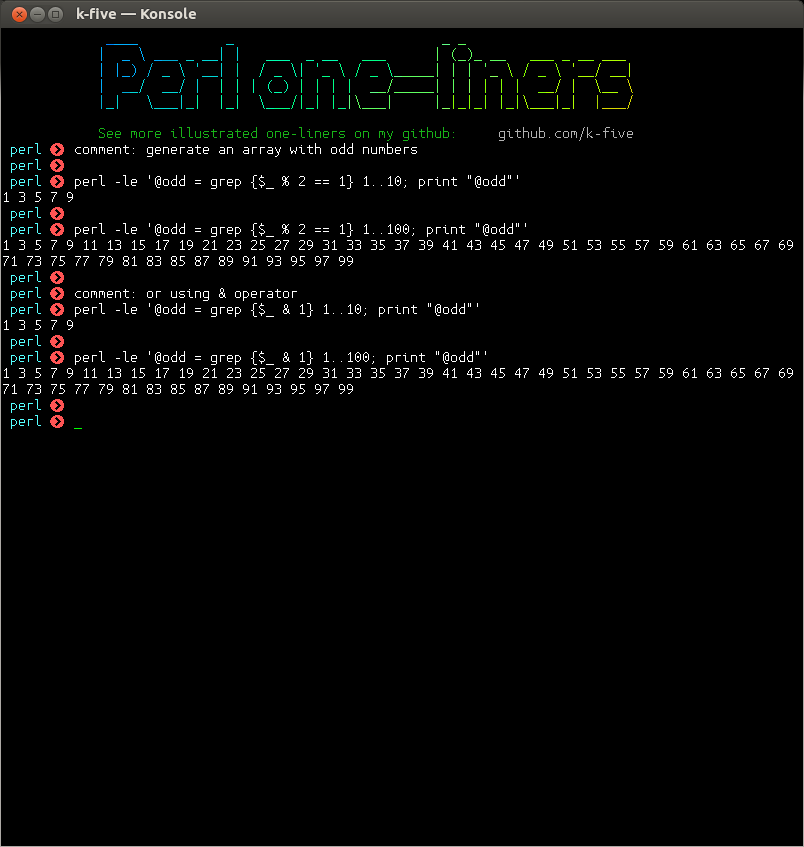 k-five — Konsole
Perl one-liners
See more illustrated one-liners on my github: github.com/k-five
perl comment: generate an array with odd numbers
perl
perl perl -le '@odd = grep {$_ % 2 == 1} 1..10; print "@odd"'
1 3 5 7 9
perl
perl perl -le '@odd = grep {$_ % 2 == 1} 1..100; print "@odd"'
1 3 5 7 9 11 13 15 17 19 21 23 25 27 29 31 33 35 37 39 41 43 45 47 49 51 53 55 57 59 61 63 65 67 69
71 73 75 77 79 81 83 85 87 89 91 93 95 97 99
perl
perl comment: or using & operator
perl perl -le '@odd = grep {$_ & 1} 1..10; print "@odd"'
1 3 5 7 9
perl
perl perl -le '@odd = grep {$_ & 1} 1..100; print "@odd"'
1 3 5 7 9 11 13 15 17 19 21 23 25 27 29 31 33 35 37 39 41 43 45 47 49 51 53 55 57 59 61 63 65 67 69
71 73 75 77 79 81 83 85 87 89 91 93 95 97 99
perl
perl _